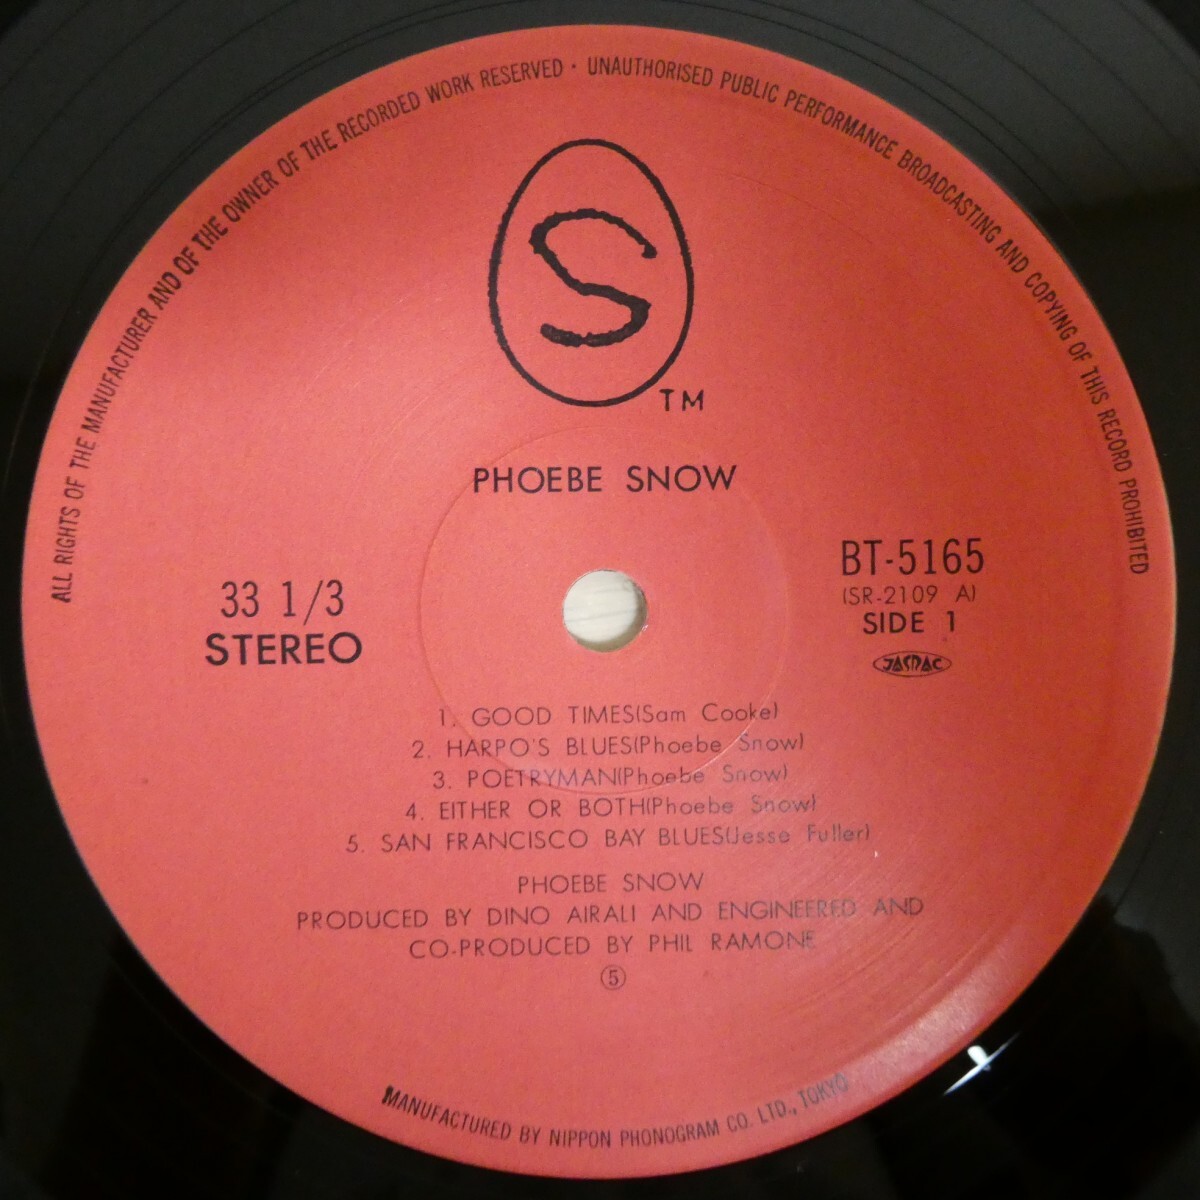 ALL RIGHTS OF THE MANUFACTURER AND OF THE OWNER OF THE RECORDED WORK RESERVED · UNAUTHORISED PUBLIC PERFORMANCE BROADCASTING AND COPYING OF THIS RECORD PROHIBITED
S
TM
PHOEBE SNOW
33 1/3
STEREO
BT-5165
(SR-2109 A)
SIDE 1
JASRAC
1. GOOD TIMES(Sam Cooke)
2. HARPO'S BLUES(Phoebe Snow)
3. POETRYMAN(Phoebe Snow)
4. EITHER OR BOTH(Phoebe Snow)
5. SAN FRANCISCO BAY BLUES(Jesse Fuller)
PHOEBE SNOW
PRODUCED BY DINO AIRALI AND ENGINEERED AND
CO-PRODUCED BY PHIL RAMONE
⑤
MANUFACTURED BY NIPPON PHONOGRAM CO. LTD., TOKYO